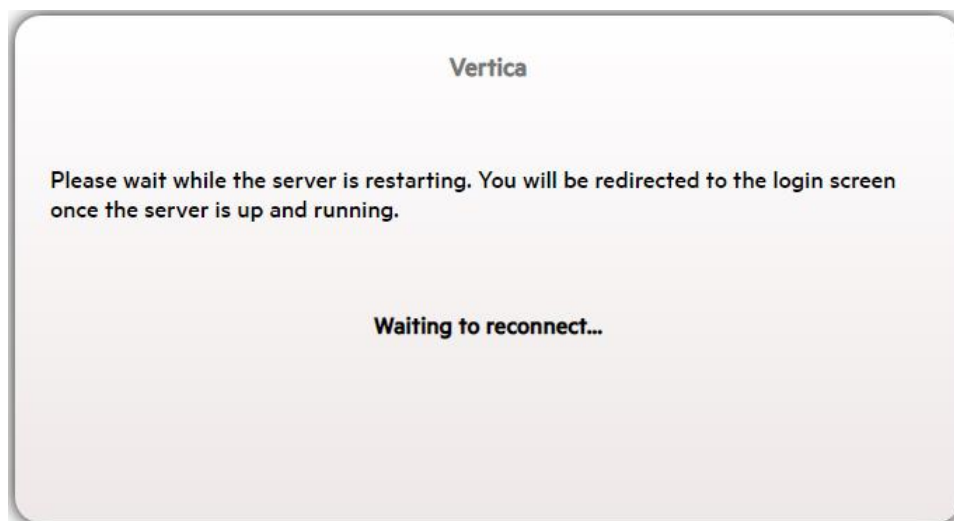 Vertica
Please wait while the server is restarting. You will be redirected to the login screen
once the server is up and running.
Waiting to reconnect...